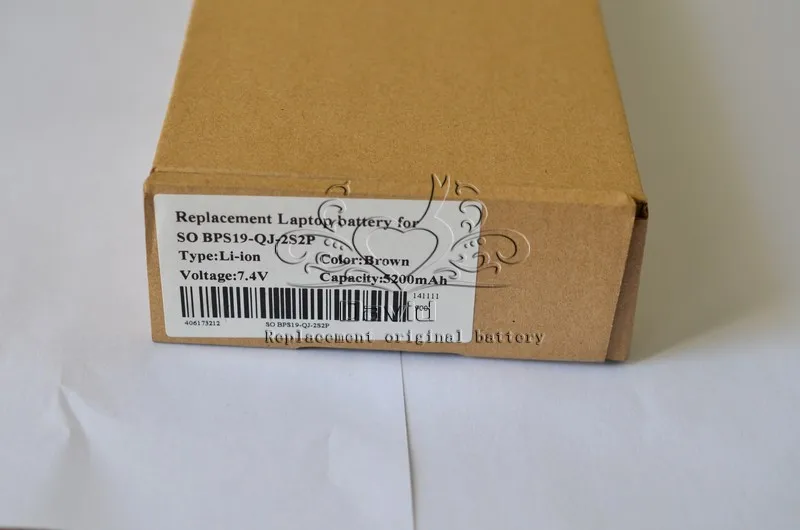 Replacement Laptop battery for
SO BPS19-QJ-2S2P
Type:Li-ion Color:Brown
Voltage:7.4V Capacity:5200mAh
141111
406173212 SO BPS19-QJ-2S2P
David
Replacement original battery